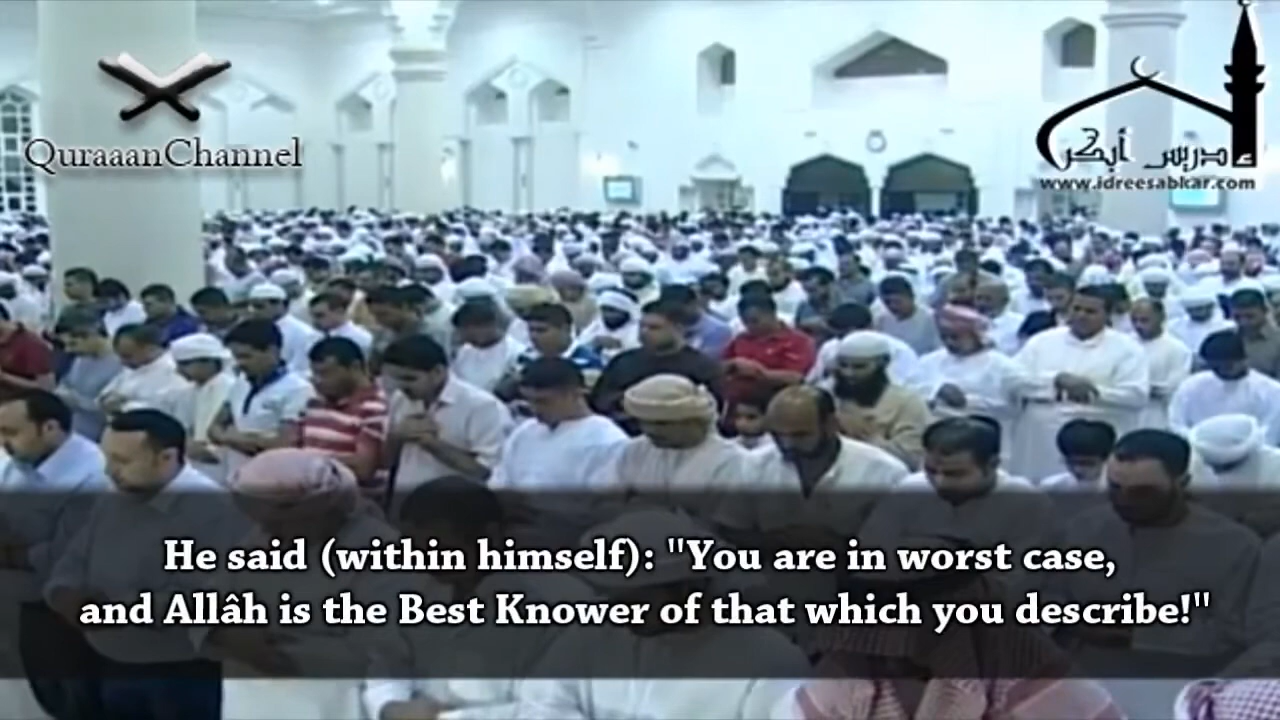 QuraaanChannel
إدريس أبكر
www.idreesabkar.com
He said (within himself): "You are in worst case,
and Allâh is the Best Knower of that which you describe!"